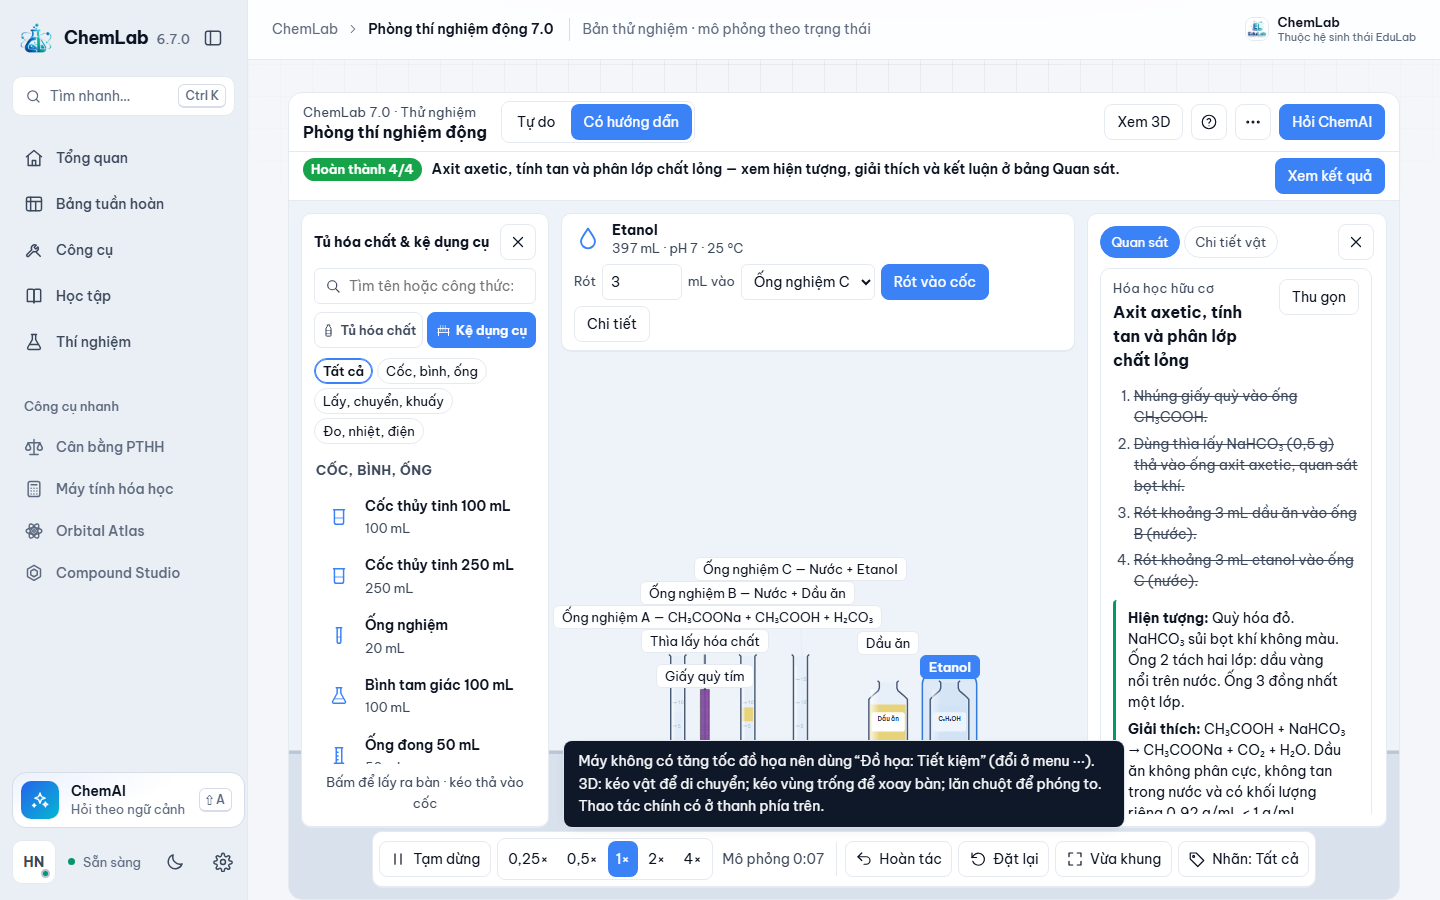 ChemLab 6.7.0
Tìm nhanh... Ctrl K
Tổng quan
Bảng tuần hoàn
Công cụ
Học tập
Thí nghiệm
Công cụ nhanh
Cân bằng PTHH
Máy tính hóa học
Orbital Atlas
Compound Studio
ChemAI
Hỏi theo ngữ cảnh
⇧A
HN
Sẵn sàng
ChemLab > Phòng thí nghiệm động 7.0
Bản thử nghiệm · mô phỏng theo trạng thái
ChemLab
Thuộc hệ sinh thái EduLab
ChemLab 7.0 · Thử nghiệm
Phòng thí nghiệm động
Tự do
Có hướng dẫn
Xem 3D
Hỏi ChemAI
Hoàn thành 4/4
Axit axetic, tính tan và phân lớp chất lỏng — xem hiện tượng, giải thích và kết luận ở bảng Quan sát.
Xem kết quả
Tủ hóa chất & kệ dụng cụ
Tìm tên hoặc công thức:
Tủ hóa chất
Kệ dụng cụ
Tất cả
Cốc, bình, ống
Lấy, chuyển, khuấy
Đo, nhiệt, điện
CỐC, BÌNH, ỐNG
Cốc thủy tinh 100 mL
100 mL
Cốc thủy tinh 250 mL
250 mL
Ống nghiệm
20 mL
Bình tam giác 100 mL
100 mL
Ống đong 50 mL
Bấm để lấy ra bàn · kéo thả vào
cốc
Etanol
397 mL · pH 7 · 25 °C
Rót 3 mL vào Ống nghiệm C Rót vào cốc
Chi tiết
Ống nghiệm C — Nước + Etanol
Ống nghiệm B — Nước + Dầu ăn
Ống nghiệm A — CH₃COONa + CH₃COOH + H₂CO₃
Thìa lấy hóa chất
Dầu ăn
Etanol
Giấy quỳ tím
Dầu ăn
C₂H₅OH
Máy không có tăng tốc đồ họa nên dùng “Đồ họa: Tiết kiệm” (đổi ở menu ···).
3D: kéo vật để di chuyển; kéo vùng trống để xoay bàn; lăn chuột để phóng to.
Thao tác chính có ở thanh phía trên.
Quan sát
Chi tiết vật
Hóa học hữu cơ
Thu gọn
Axit axetic, tính
tan và phân lớp
chất lỏng
1. Nhúng giấy quỳ vào ống
CH₃COOH.
2. Dùng thìa lấy NaHCO₃ (0,5 g)
thả vào ống axit axetic, quan sát
bọt khí.
3. Rót khoảng 3 mL dầu ăn vào ống
B (nước).
4. Rót khoảng 3 mL etanol vào ống
C (nước).
Hiện tượng: Quỳ hóa đỏ.
NaHCO₃ sủi bọt khí không màu.
Ống 2 tách hai lớp: dầu vàng
nổi trên nước. Ống 3 đồng nhất
một lớp.
Giải thích: CH₃COOH + NaHCO₃
→ CH₃COONa + CO₂ + H₂O. Dầu
ăn không phân cực, không tan
trong nước và có khối lượng
riêng 0,92 g/mL < 1 g/mL
Tạm dừng
0,25×
0,5×
1×
2×
4×
Mô phỏng 0:07
Hoàn tác
Đặt lại
Vừa khung
Nhãn: Tất cả